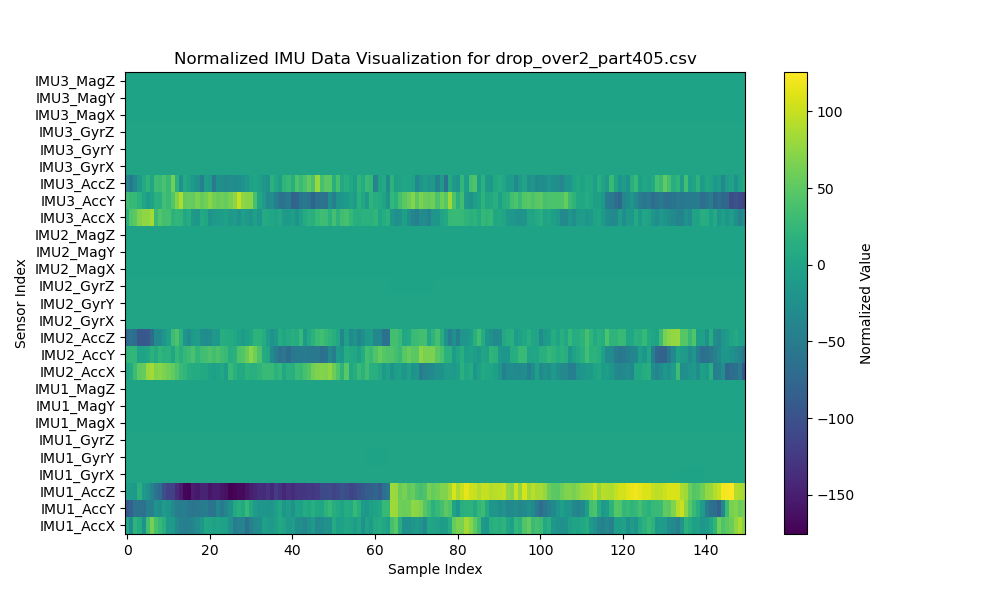 Normalized IMU Data Visualization for drop_over2_part405.csv
IMU3_MagZ
IMU3_MagY
IMU3_MagX
IMU3_GyrZ
IMU3_GyrY
IMU3_GyrX
IMU3_AccZ
IMU3_AccY
IMU3_AccX
IMU2_MagZ
IMU2_MagY
IMU2_MagX
IMU2_GyrZ
IMU2_GyrY
IMU2_GyrX
IMU2_AccZ
IMU2_AccY
IMU2_AccX
IMU1_MagZ
IMU1_MagY
IMU1_MagX
IMU1_GyrZ
IMU1_GyrY
IMU1_GyrX
IMU1_AccZ
IMU1_AccY
IMU1_AccX
Sensor Index
0 20 40 60 80 100 120 140
Sample Index
100
50
0
−50
−100
−150
Normalized Value